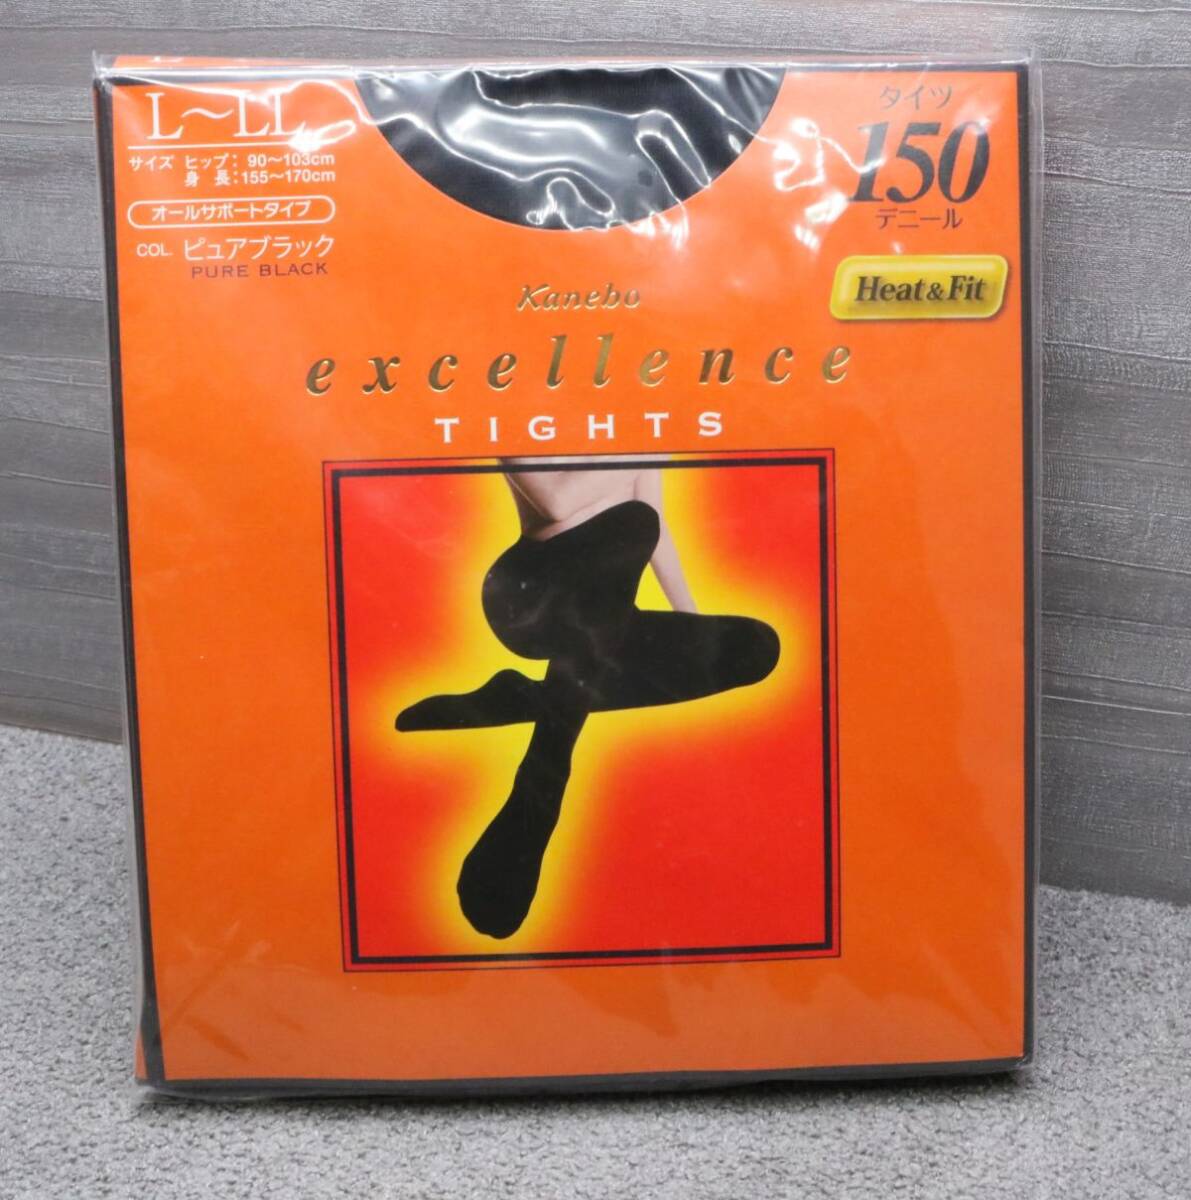 L～LL
サイズ ヒップ：90～103cm
身 長：155～170cm
オールサポートタイプ
COL. ピュアブラック
PURE BLACK
タイツ
150
デニール
Heat&Fit
Kanebo
excellence
TIGHTS